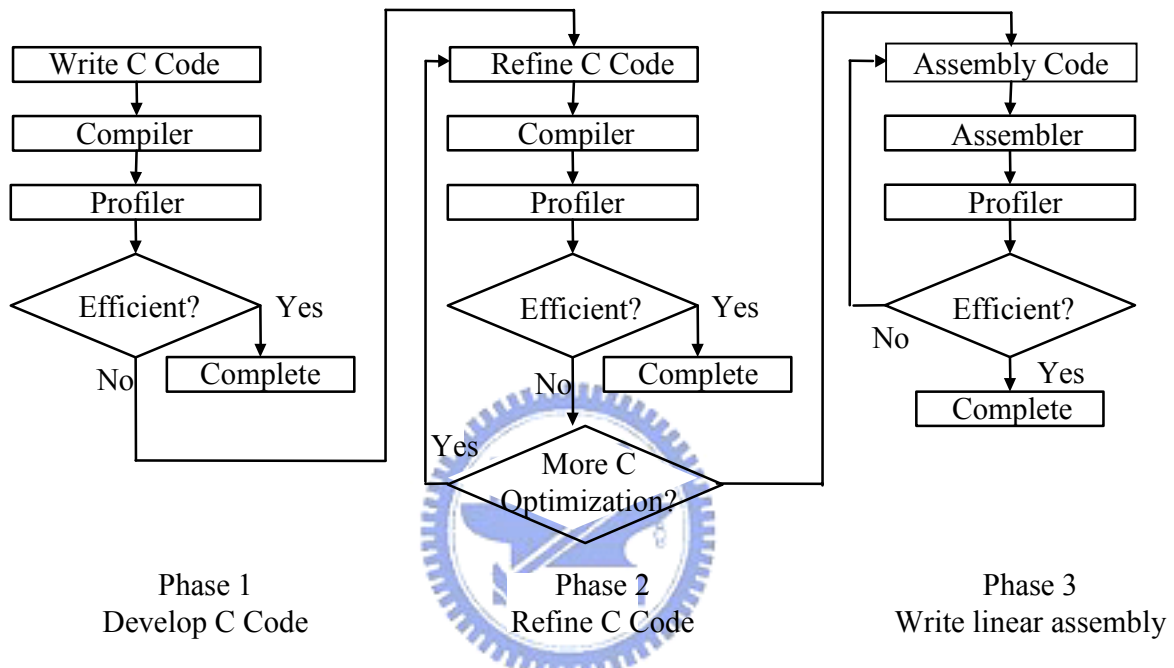 Write C Code
Compiler
Profiler
Efficient?
Yes
No
Complete
Phase 1
Develop C Code
Refine C Code
Compiler
Profiler
Efficient?
Yes
No
Complete
Yes
More C
Optimization?
Phase 2
Refine C Code
Assembly Code
Assembler
Profiler
Efficient?
No
Yes
Complete
Phase 3
Write linear assembly